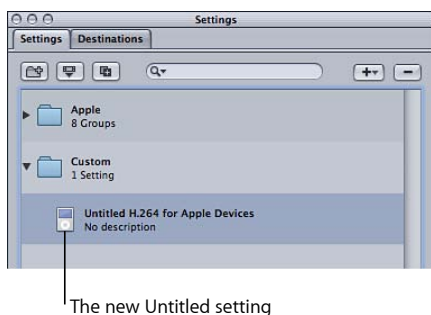 Settings
Settings Destinations
Apple
8 Groups
Custom
1 Setting
Untitled H.264 for Apple Devices
No description
The new Untitled setting